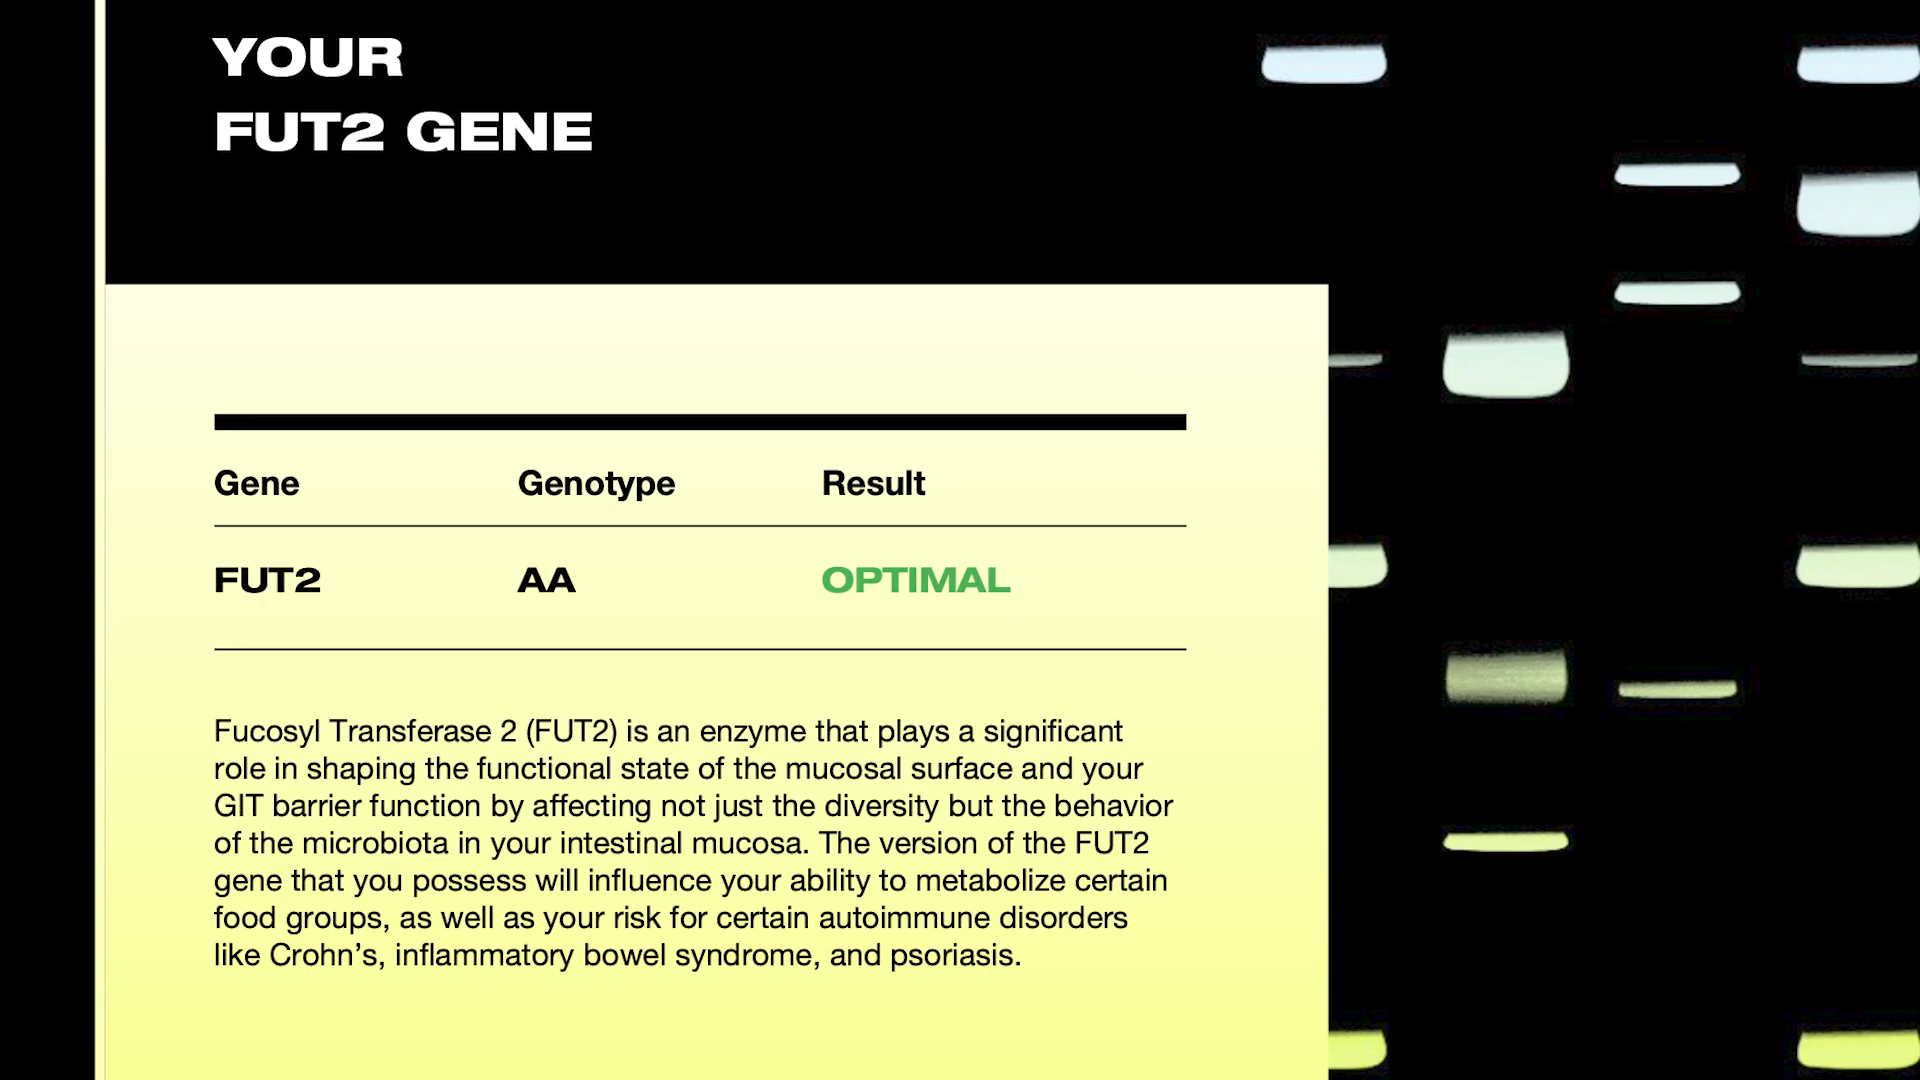 YOUR
FUT2 GENE
Gene Genotype Result
FUT2 AA OPTIMAL
Fucosyl Transferase 2 (FUT2) is an enzyme that plays a significant
role in shaping the functional state of the mucosal surface and your
GIT barrier function by affecting not just the diversity but the behavior
of the microbiota in your intestinal mucosa. The version of the FUT2
gene that you possess will influence your ability to metabolize certain
food groups, as well as your risk for certain autoimmune disorders
like Crohn’s, inflammatory bowel syndrome, and psoriasis.